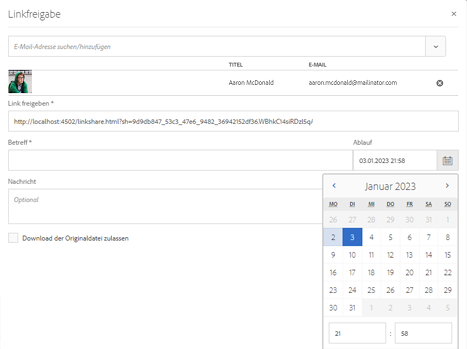 Linkfreigabe
E-Mail-Adresse suchen/hinzufügen
TITEL E-MAIL
Aaron McDonald aaron.mcdonald@mailinator.com
Link freigeben *
http://localhost:4502/linkshare.html?sh=9d9db847_53c3_47e6_9482_36942152df36.WBhkC14siRDzl5q/
Betreff * Ablauf
03.01.2023 21:58
Nachricht
Optional
Download der Originaldatei zulassen
Januar 2023
MO DI MI DO FR SA SO
26 27 28 29 30 31 1
2 3 4 5 6 7 8
9 10 11 12 13 14 15
16 17 18 19 20 21 22
23 24 25 26 27 28 29
30 31 1 2 3 4 5
21 : 58